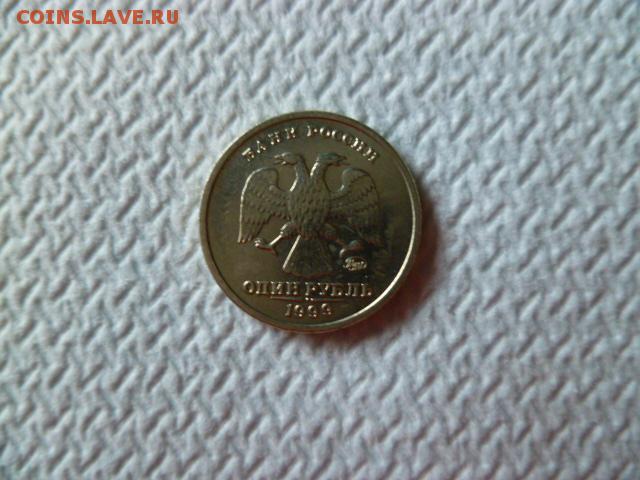 COINS.LAVE.RU
БАНК РОССИИ
ОДИН РУБЛЬ
1999